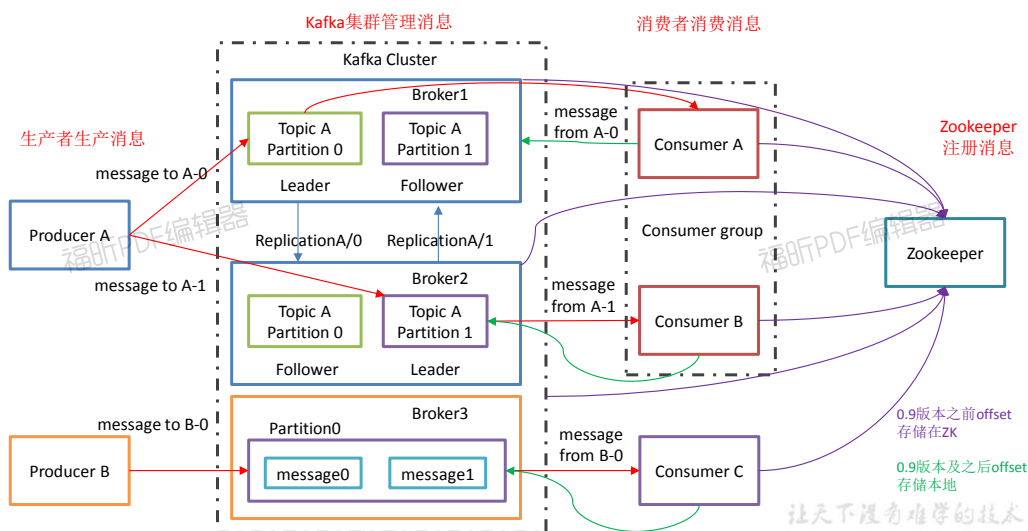 Kafka集群管理消息
消费者消费消息
Kafka Cluster
Broker1
Topic A
Partition 0
Topic A
Partition 1
Leader
Follower
生产者生产消息
message to A-0
Producer A
message to A-1
ReplicationA/0
ReplicationA/1
Broker2
Topic A
Partition 0
Topic A
Partition 1
Follower
Leader
message to B-0
Producer B
Broker3
Partition0
message0
message1
message
from A-0
Consumer A
Consumer group
message
from A-1
Consumer B
message
from B-0
Consumer C
Zookeeper
注册消息
Zookeeper
0.9版本之前offset
存储在ZK
0.9版本及之后offset
存储本地
福昕PDF编辑器
福昕PDF编辑器
让天下没有难学的技术